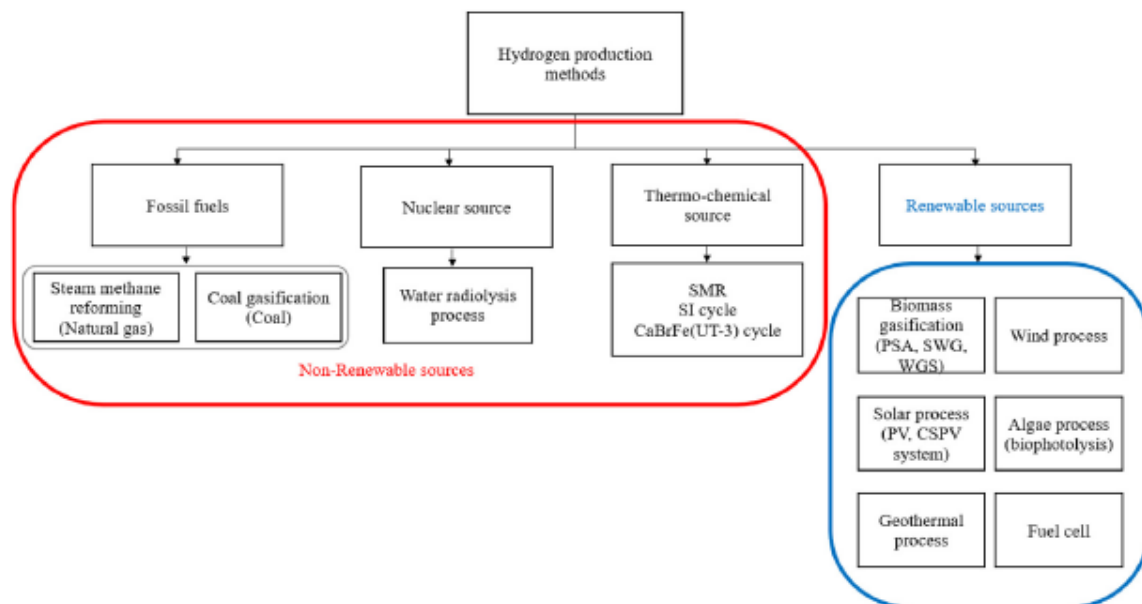 Hydrogen production
methods
Fossil fuels
Nuclear source
Thermo-chemical
source
Renewable sources
Steam methane
reforming
(Natural gas)
Coal gasification
(Coal)
Water radiolysis
process
SMR
SI cycle
CaBrFe(UT-3) cycle
Non-Renewable sources
Biomass
gasification
(PSA, SWG,
WGS)
Wind process
Solar process
(PV, CSPV
system)
Algae process
(biophotolysis)
Geothermal
process
Fuel cell